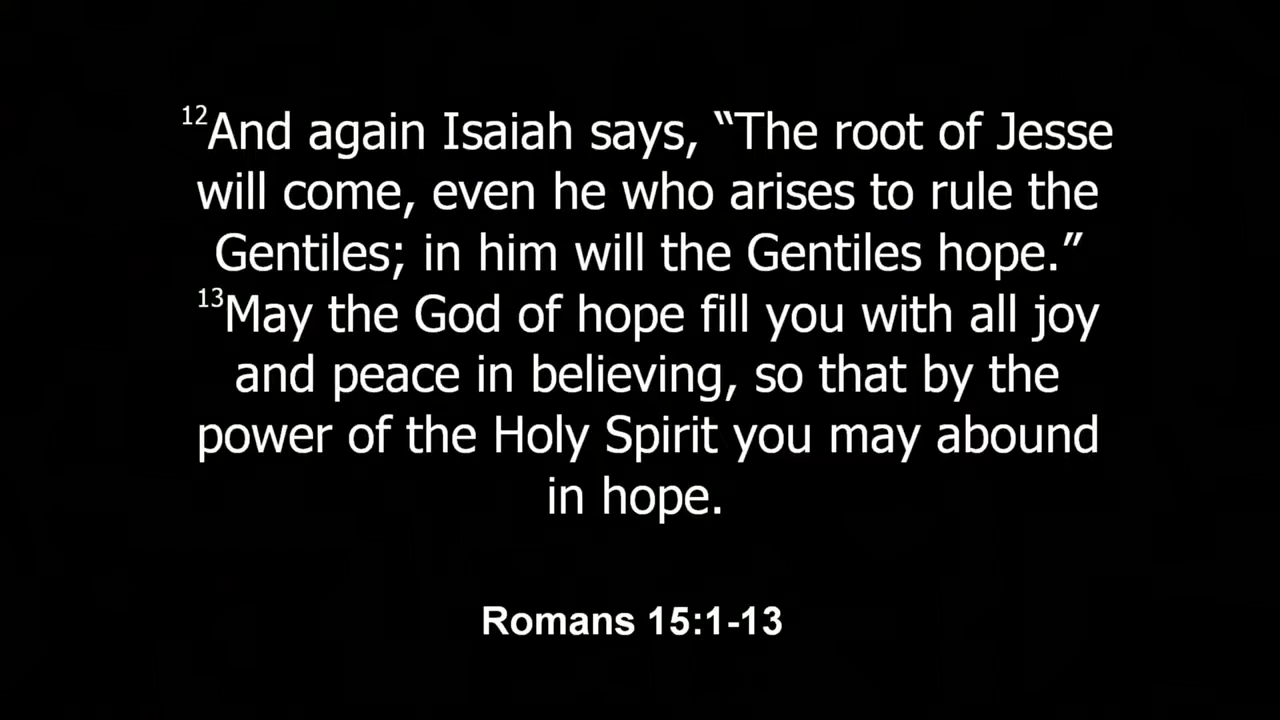 12And again Isaiah says, “The root of Jesse
will come, even he who arises to rule the
Gentiles; in him will the Gentiles hope.”
13May the God of hope fill you with all joy
and peace in believing, so that by the
power of the Holy Spirit you may abound
in hope.
Romans 15:1-13